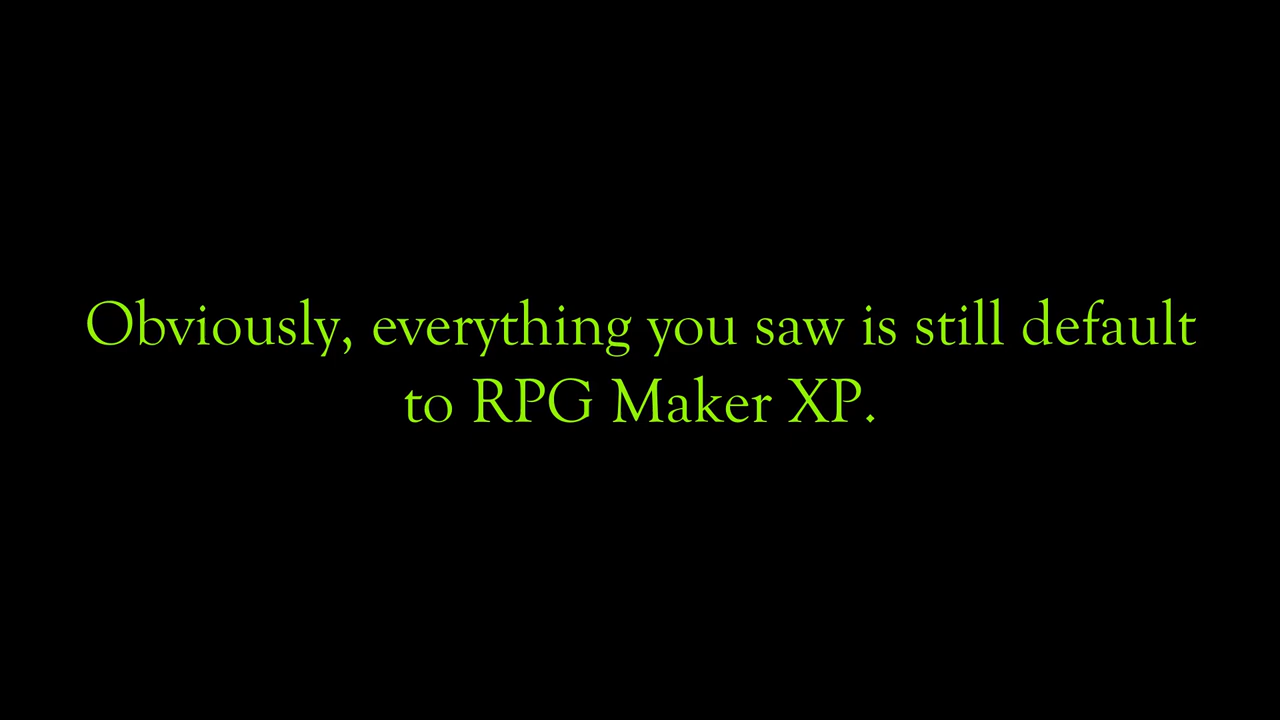 Obviously, everything you saw is still default
to RPG Maker XP.